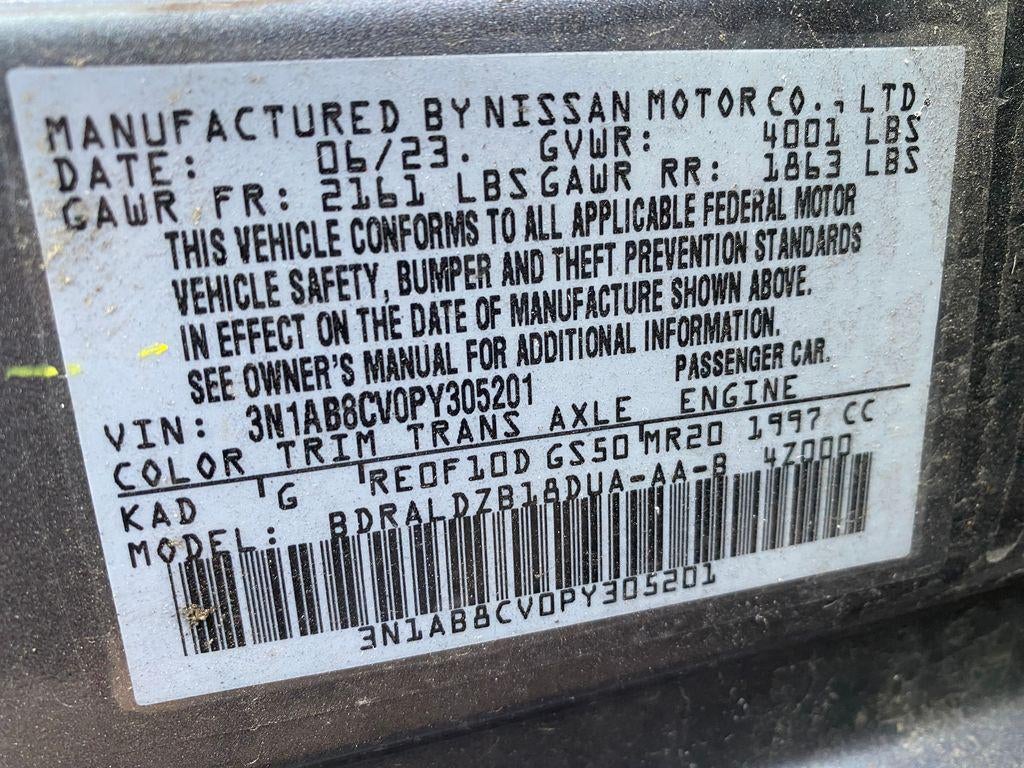 MANUFACTURED BY NISSAN MOTOR CO., LTD.
DATE: 06/23. GVWR: 4001 LBS
GAWR FR: 2161 LBS GAWR RR: 1863 LBS
THIS VEHICLE CONFORMS TO ALL APPLICABLE FEDERAL MOTOR
VEHICLE SAFETY, BUMPER AND THEFT PREVENTION STANDARDS
IN EFFECT ON THE DATE OF MANUFACTURE SHOWN ABOVE.
SEE OWNER'S MANUAL FOR ADDITIONAL INFORMATION.
VIN: 3N1AB8CV0PY305201 PASSENGER CAR.
COLOR TRIM TRANS AXLE ENGINE
KAD G RE0F10D GS50 MR20 1997 CC
MODEL: BDRALDZB18DUA-AA-B 4Z000
3N1AB8CV0PY305201